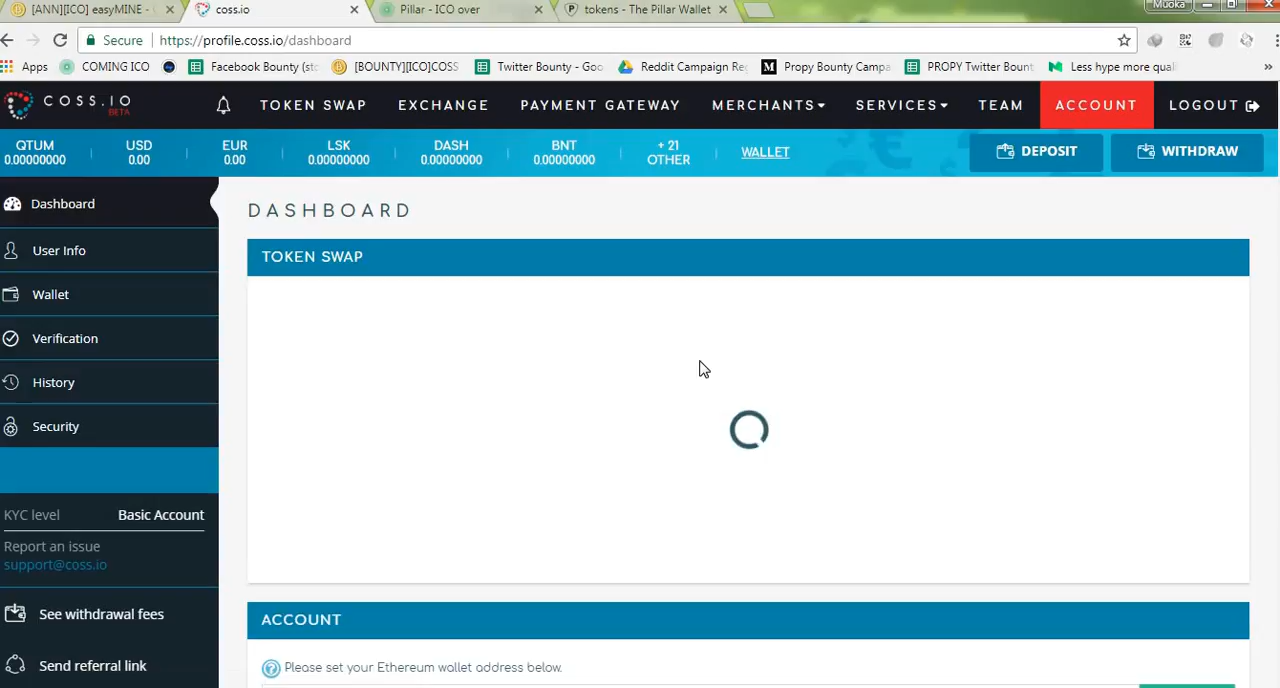 [ANN][ICO] easyMINE -
coss.io
Pillar - ICO over
tokens - The Pillar Wallet
Muoka
Secure
https://profile.coss.io/dashboard
Apps
COMING ICO
Facebook Bounty (sto
[BOUNTY][ICO]COSS
Twitter Bounty - Goo
Reddit Campaign Re
Propy Bounty Campa
PROPY Twitter Bount
Less hype more qual
»
COSS.IO
BETA
TOKEN SWAP
EXCHANGE
PAYMENT GATEWAY
MERCHANTS
SERVICES
TEAM
ACCOUNT
LOGOUT
QTUM
0.00000000
USD
0.00
EUR
0.00
LSK
0.00000000
DASH
0.00000000
BNT
0.00000000
+ 21
OTHER
WALLET
DEPOSIT
WITHDRAW
Dashboard
User Info
Wallet
Verification
History
Security
KYC level Basic Account
Report an issue
support@coss.io
See withdrawal fees
Send referral link
DASHBOARD
TOKEN SWAP
ACCOUNT
Please set your Ethereum wallet address below.